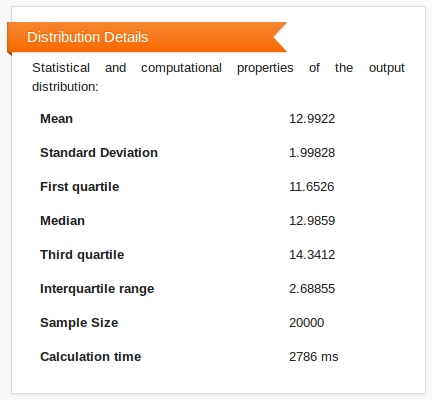 Distribution Details
Statistical and computational properties of the output
distribution:
Mean 12.9922
Standard Deviation 1.99828
First quartile 11.6526
Median 12.9859
Third quartile 14.3412
Interquartile range 2.68855
Sample Size 20000
Calculation time 2786 ms